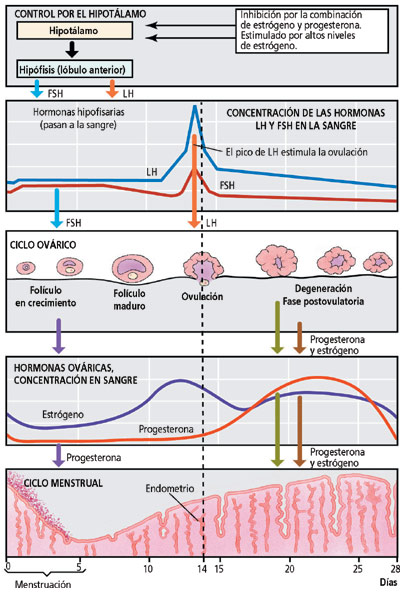 CONTROL POR EL HIPOTÁLAMO
Inhibición por la combinación
de estrógeno y progesterona.
Estimulado por altos niveles
de estrógeno.
Hipotálamo
Hipófisis (lóbulo anterior)
FSH
LH
Hormonas hipofisarias
(pasan a la sangre)
CONCENTRACIÓN DE LAS HORMONAS
LH Y FSH EN LA SANGRE
El pico de LH estimula la ovulación
LH
FSH
FSH
LH
CICLO OVÁRICO
Folículo
en crecimiento
Folículo
maduro
Ovulación
Degeneración
Fase postovulatoria
Progesterona
y estrógeno
HORMONAS OVÁRICAS,
CONCENTRACIÓN EN SANGRE
Estrógeno
Progesterona
Progesterona
Progesterona
y estrógeno
CICLO MENSTRUAL
Endometrio
0 5 10 14 15 20 25 28
Menstruación
Días